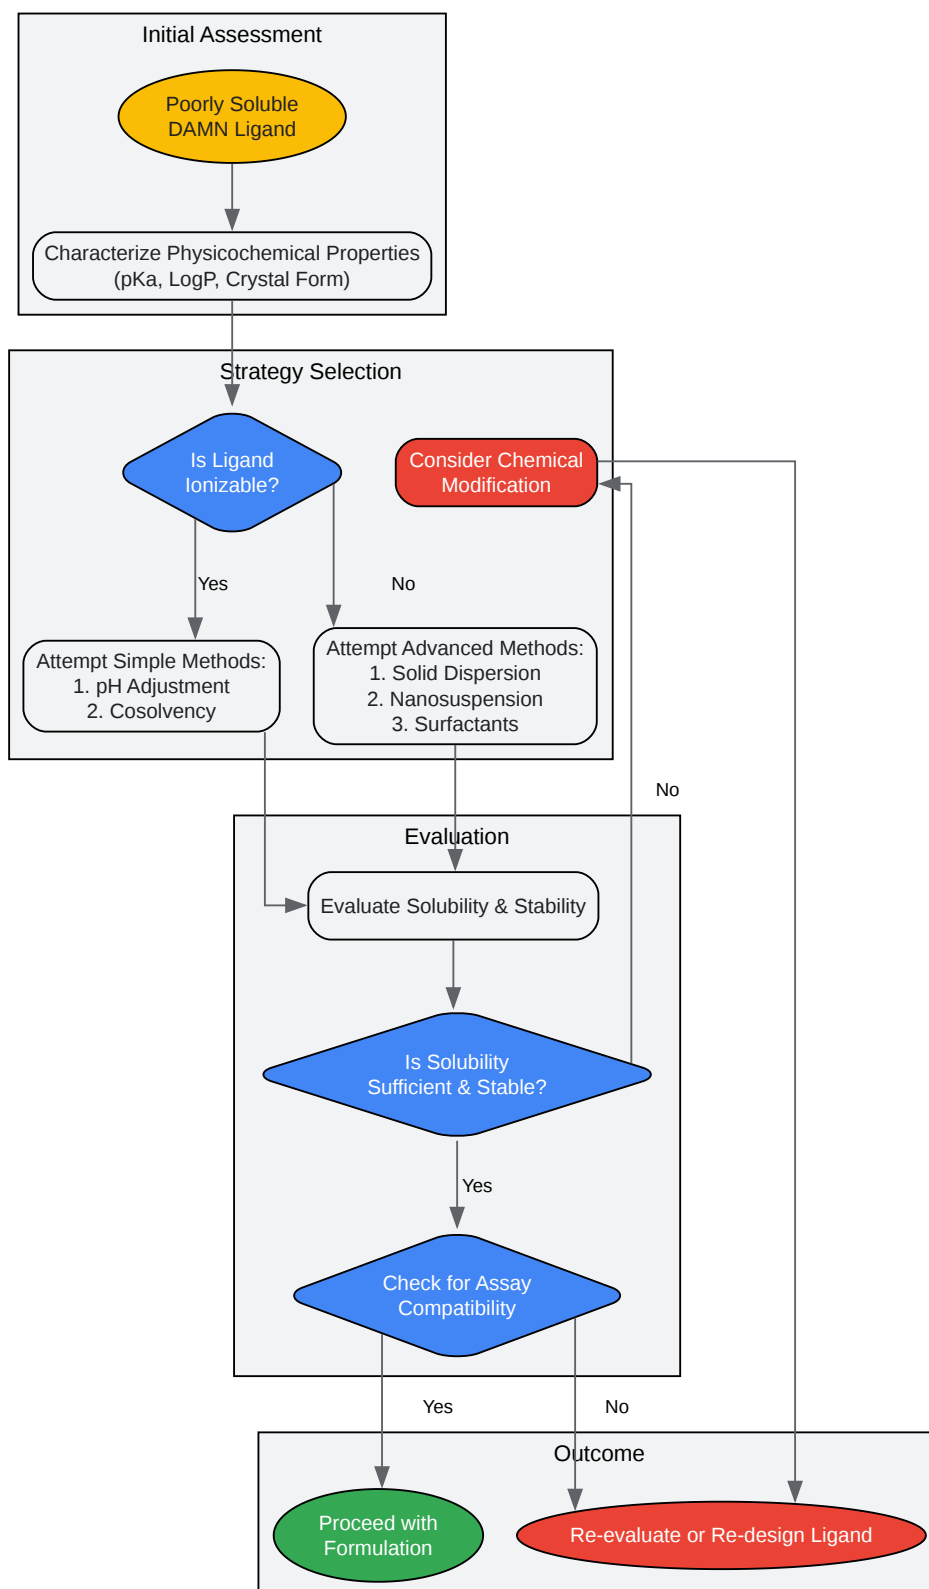 Initial Assessment
Poorly Soluble
DAMN Ligand
Characterize Physicochemical Properties
(pKa, LogP, Crystal Form)
Strategy Selection
Is Ligand
Ionizable?
Consider Chemical
Modification
Yes
No
Attempt Simple Methods:
1. pH Adjustment
2. Cosolvency
Attempt Advanced Methods:
1. Solid Dispersion
2. Nanosuspension
3. Surfactants
No
Evaluation
Evaluate Solubility & Stability
Is Solubility
Sufficient & Stable?
Yes
Check for Assay
Compatibility
Yes
No
Outcome
Proceed with
Formulation
Re-evaluate or Re-design Ligand